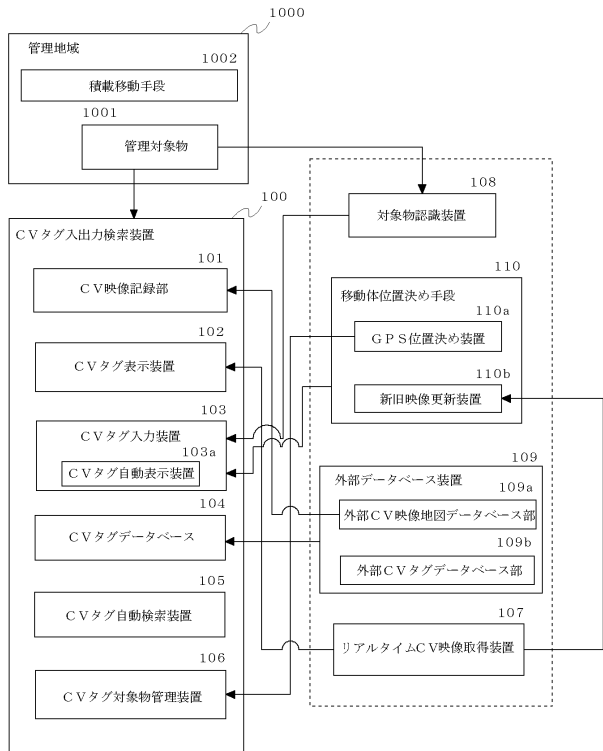 1000
管理地域
1002
積載移動手段
1001
管理対象物
100
ＣＶタグ入出力検索装置
101
ＣＶ映像記録部
102
ＣＶタグ表示装置
103
ＣＶタグ入力装置
103a
ＣＶタグ自動表示装置
104
ＣＶタグデータベース
105
ＣＶタグ自動検索装置
106
ＣＶタグ対象物管理装置
108
対象物認識装置
110
移動体位置決め手段
110a
ＧＰＳ位置決め装置
110b
新旧映像更新装置
109
外部データベース装置
109a
外部ＣＶ映像地図データベース部
109b
外部ＣＶタグデータベース部
107
リアルタイムＣＶ映像取得装置